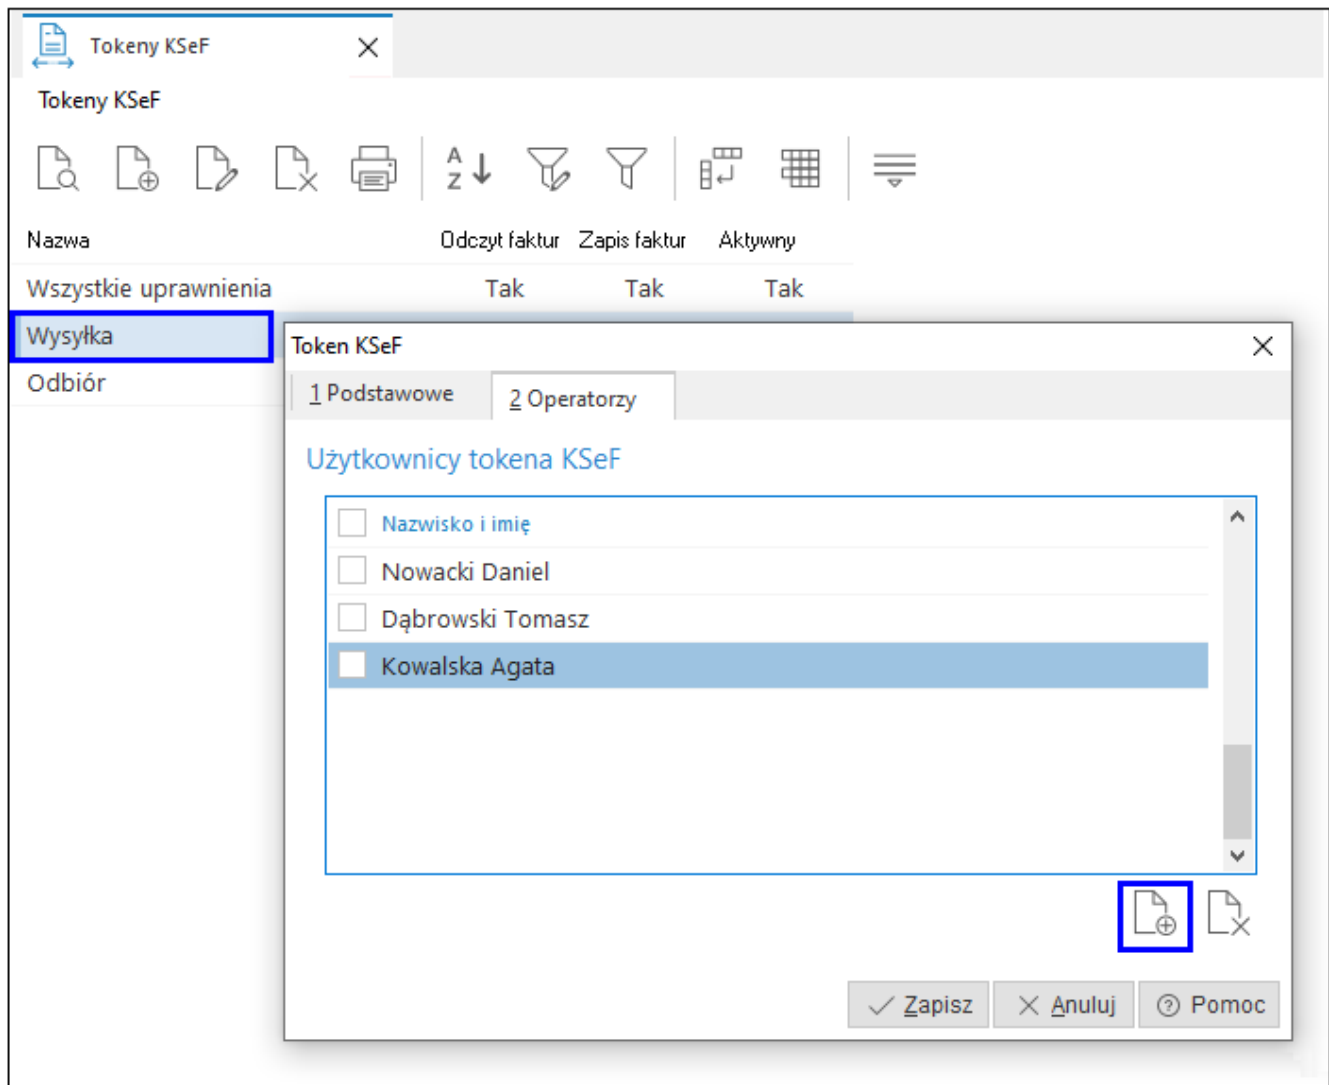 Tokeny KSeF
Tokeny KSeF
A
Z
Nazwa Odczyt faktur Zapis faktur Aktywny
Wszystkie uprawnienia Tak Tak Tak
Wysyłka
Odbiór
Token KSeF
1 Podstawowe 2 Operatorzy
Użytkownicy tokena KSeF
Nazwisko i imię
Nowacki Daniel
Dąbrowski Tomasz
Kowalska Agata
Zapisz Anuluj Pomoc